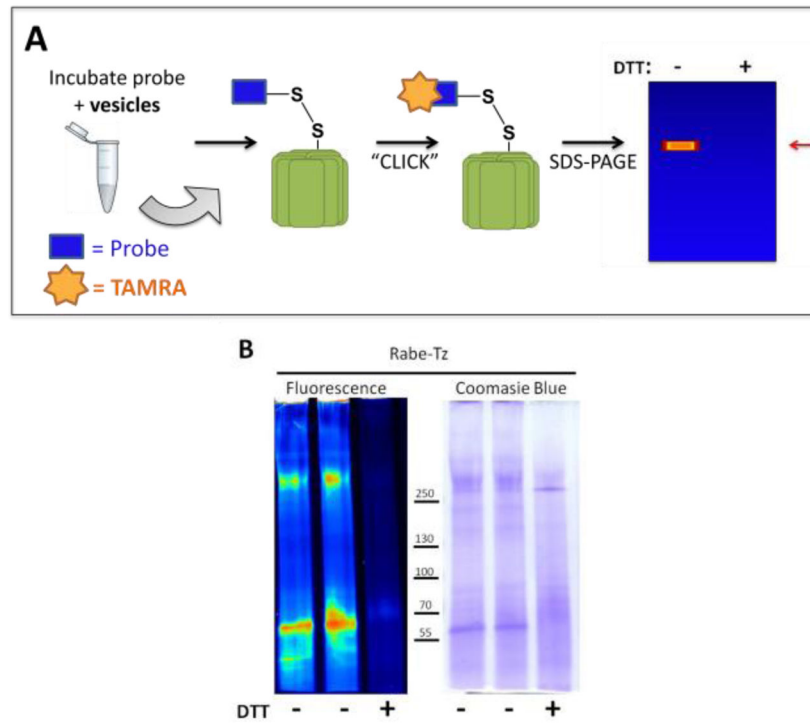 A
Incubate probe
+ vesicles
S
S
"CLICK"
S
S
SDS-PAGE
DTT: - +
= Probe
= TAMRA
B
Rabe-Tz
Fluorescence
Coomasie Blue
250
130
100
70
55
DTT - - + - - +